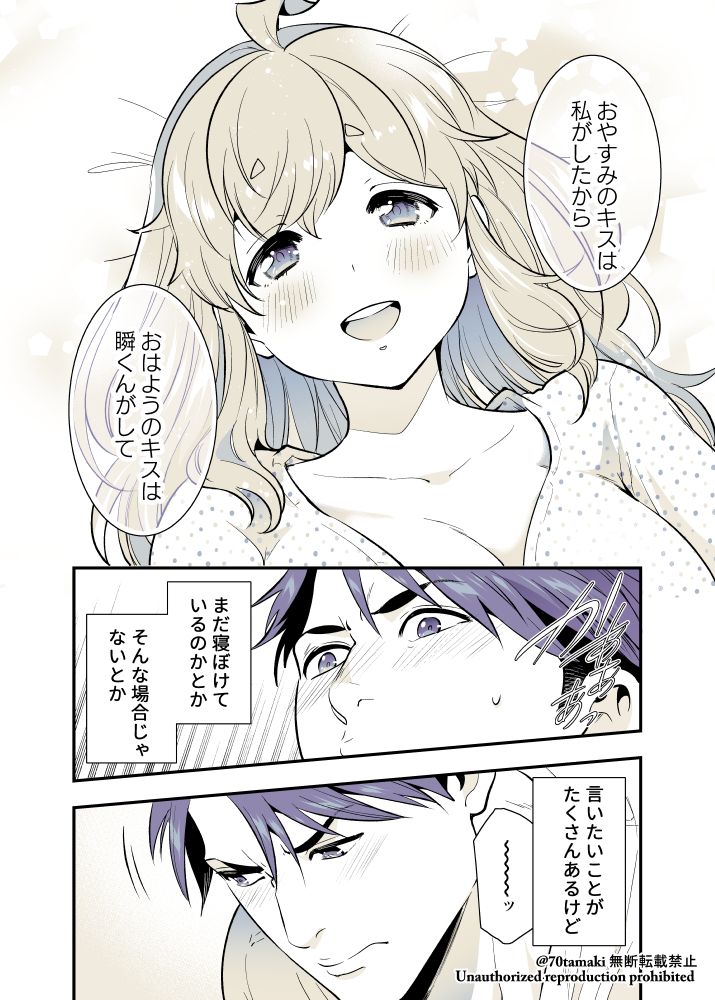 おやすみのキスは
私がしたから
おはようのキスは
瞬くんがして
かあああぁっ
まだ寝ぼけて
いるのかとか
そんな場合じゃ
ないとか
言いたいことが
たくさんあるけど
〜〜〜ッ
@70tamaki 無断転載禁止
Unauthorized reproduction prohibited